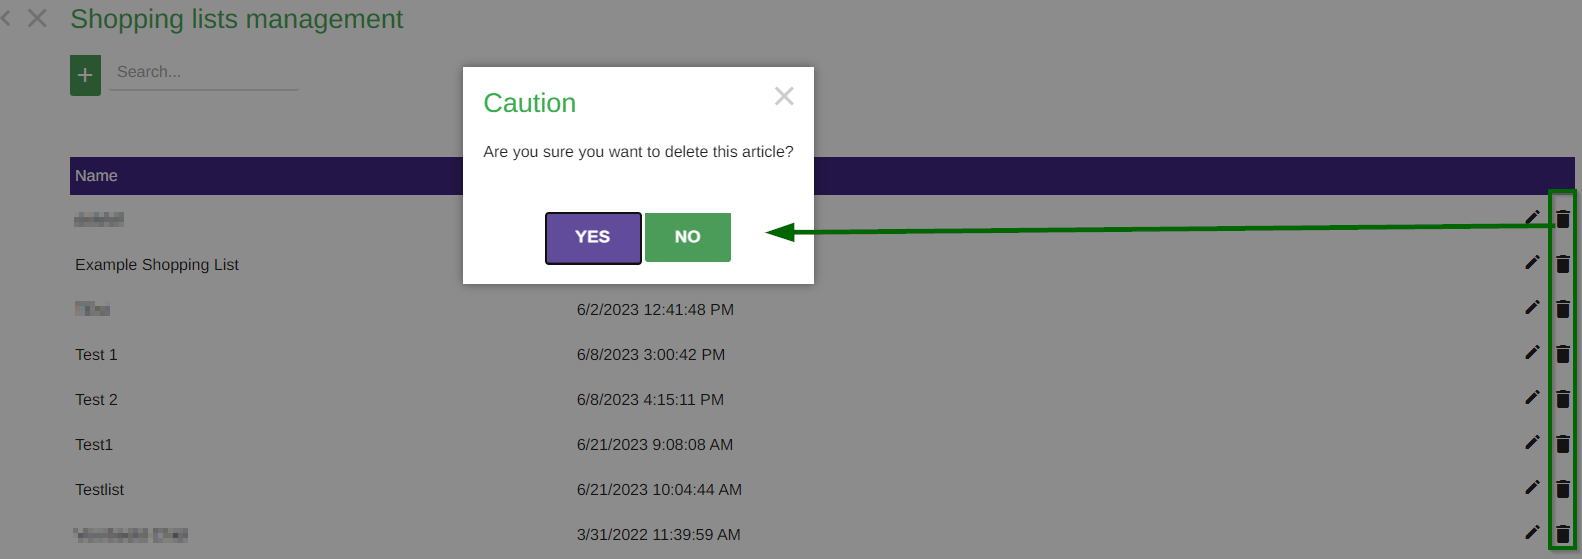 Shopping lists management
+ Search...
Caution
Are you sure you want to delete this article?
Name
YES NO
Example Shopping List
6/2/2023 12:41:48 PM
Test 1 6/8/2023 3:00:42 PM
Test 2 6/8/2023 4:15:11 PM
Test1 6/21/2023 9:08:08 AM
Testlist 6/21/2023 10:04:44 AM
3/31/2022 11:39:59 AM